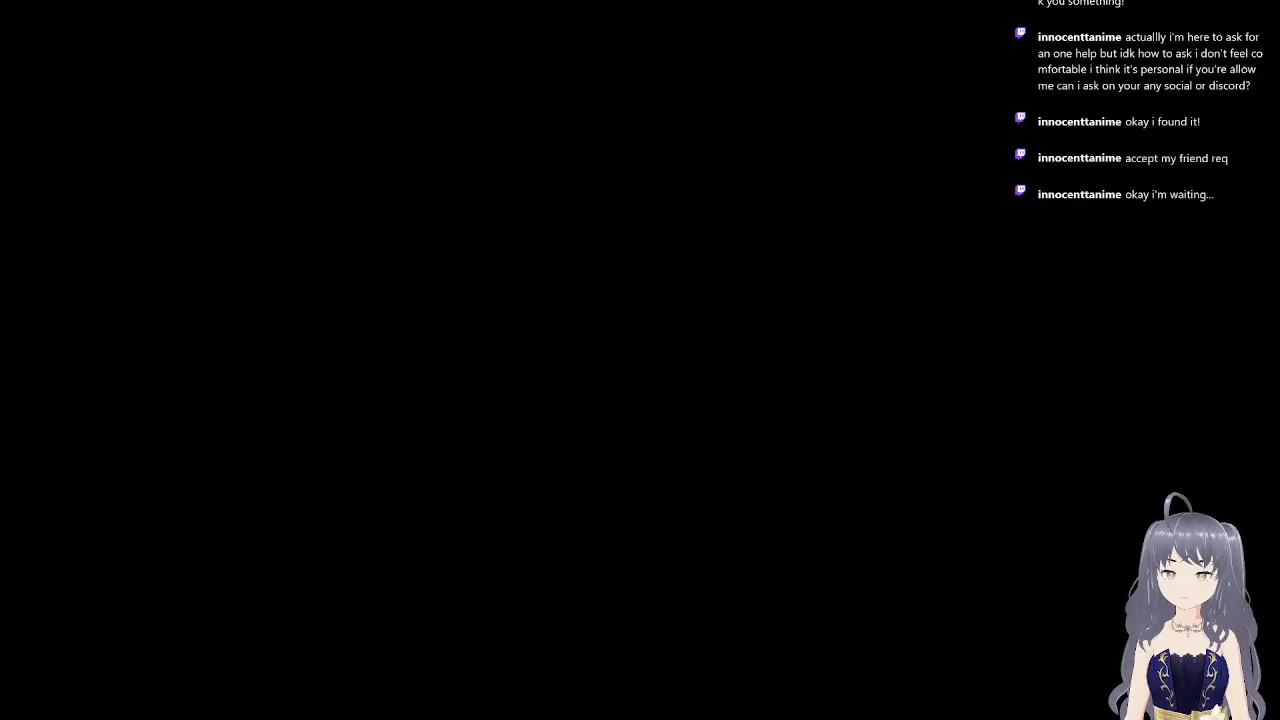 k you something!
innocenttanime actuallly i'm here to ask for
an one help but idk how to ask i don't feel co
mfortable i think it's personal if you're allow
me can i ask on your any social or discord?
innocenttanime okay i found it!
innocenttanime accept my friend req
innocenttanime okay i'm waiting...